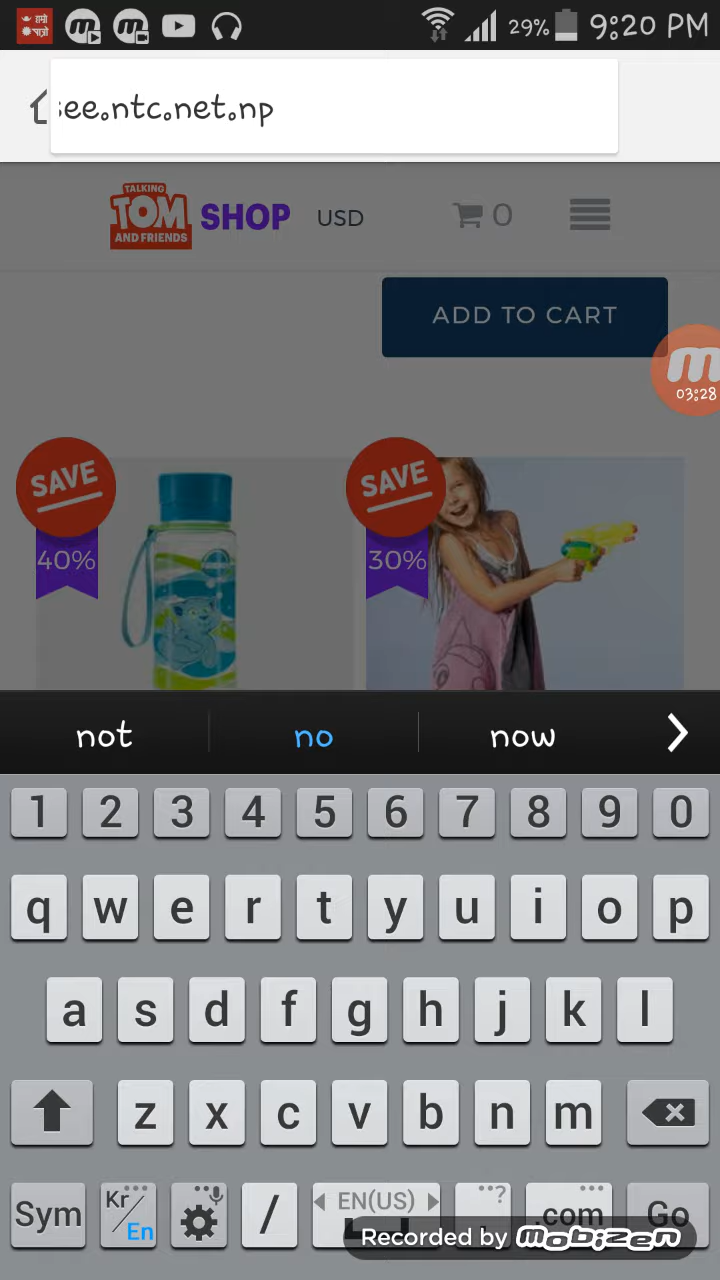 हाम्रो
पात्रो
29%
9:20 PM
see.ntc.net.np
TALKING
TOM
AND FRIENDS
SHOP
USD
0
ADD TO CART
03:28
SAVE
40%
SAVE
30%
not
no
now
1 2 3 4 5 6 7 8 9 0
q w e r t y u i o p
a s d f g h j k l
z x c v b n m
Sym
Kr/En
/
EN(US)
?
.com
Go
Recorded by mobizen